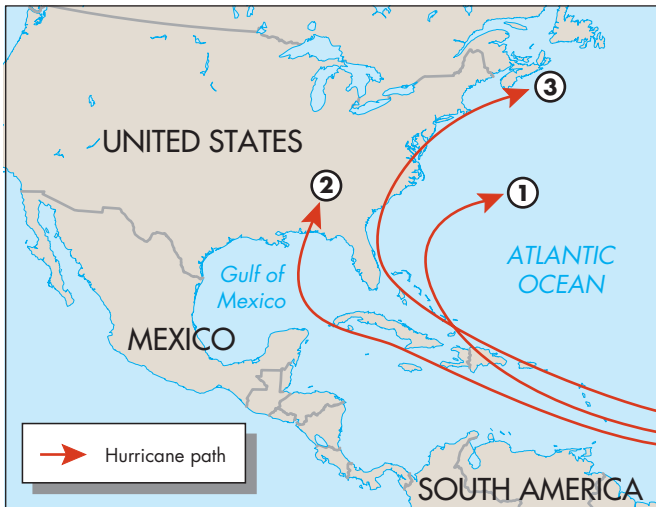 3
UNITED STATES
2
1
ATLANTIC
OCEAN
Gulf of
Mexico
MEXICO
Hurricane path
SOUTH AMERICA